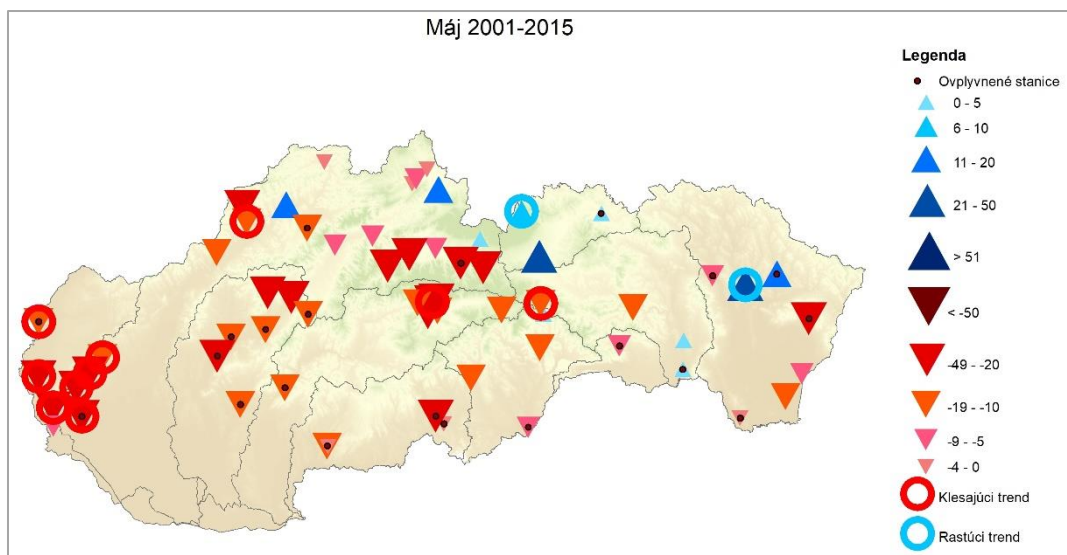 Máj 2001-2015
Legenda
Ovplyvnené stanice
0 - 5
6 - 10
11 - 20
21 - 50
> 51
< -50
-49 - -20
-19 - -10
-9 - -5
-4 - 0
Klesajúci trend
Rastúci trend